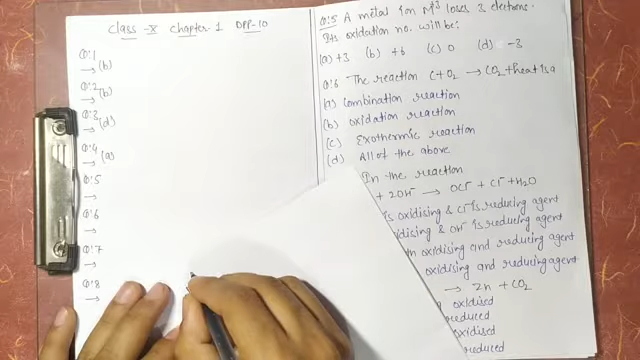 Class -X Chapter 1 DPP-10
Q:1
→ (b)
Q:2
→ (b)
Q:3
→ (d)
Q:4
→ (a)
Q:5
→
Q:6
→
Q:7
→
Q:8
→
Q:5 A metal ion M⁺³ loses 3 electrons.
Its oxidation no. will be:
(a) +3 (b) +6 (c) 0 (d) -3
Q:6 The reaction C+O₂ → CO₂+heat is a
(a) Combination reaction
(b) oxidation reaction
(c) Exothermic reaction
(d) All of the above
In the reaction
+ 2OH⁻ → OCl⁻ + Cl⁻ + H₂O
is oxidising & Cl⁻ is reducing agent
dising & OH⁻ is reducing agent
oxidising and reducing agent
oxidising and reducing agent
→ Zn + CO₂
oxidised
reduced
oxidised
reduced